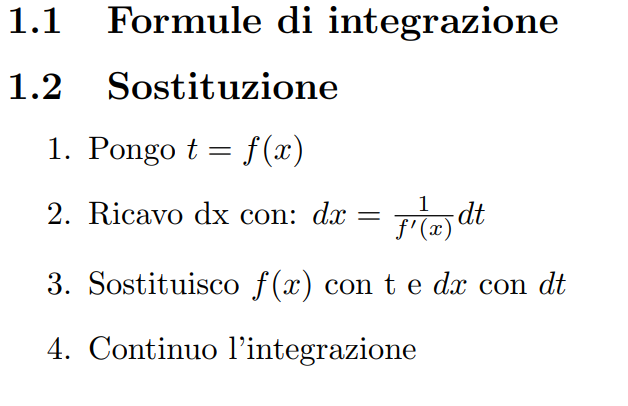 1.1 Formule di integrazione
1.2 Sostituzione
1. Pongo t = f(x)
2. Ricavo dx con: dx = 1/f′(x) dt
3. Sostituisco f(x) con t e dx con dt
4. Continuo l’integrazione